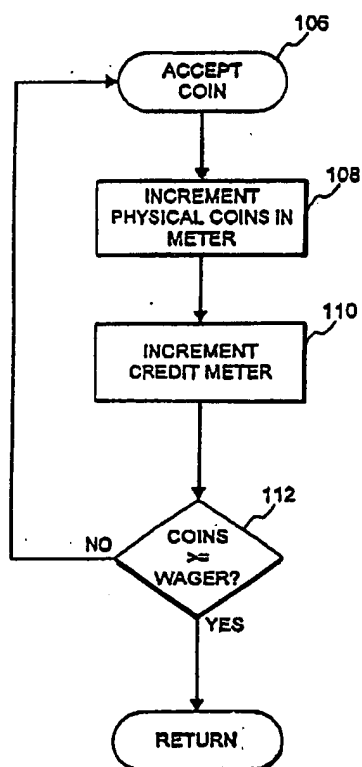 106
ACCEPT
COIN
INCREMENT
PHYSICAL COINS IN
METER
108
110
INCREMENT
CREDIT METER
112
COINS
>=
WAGER?
NO
YES
RETURN